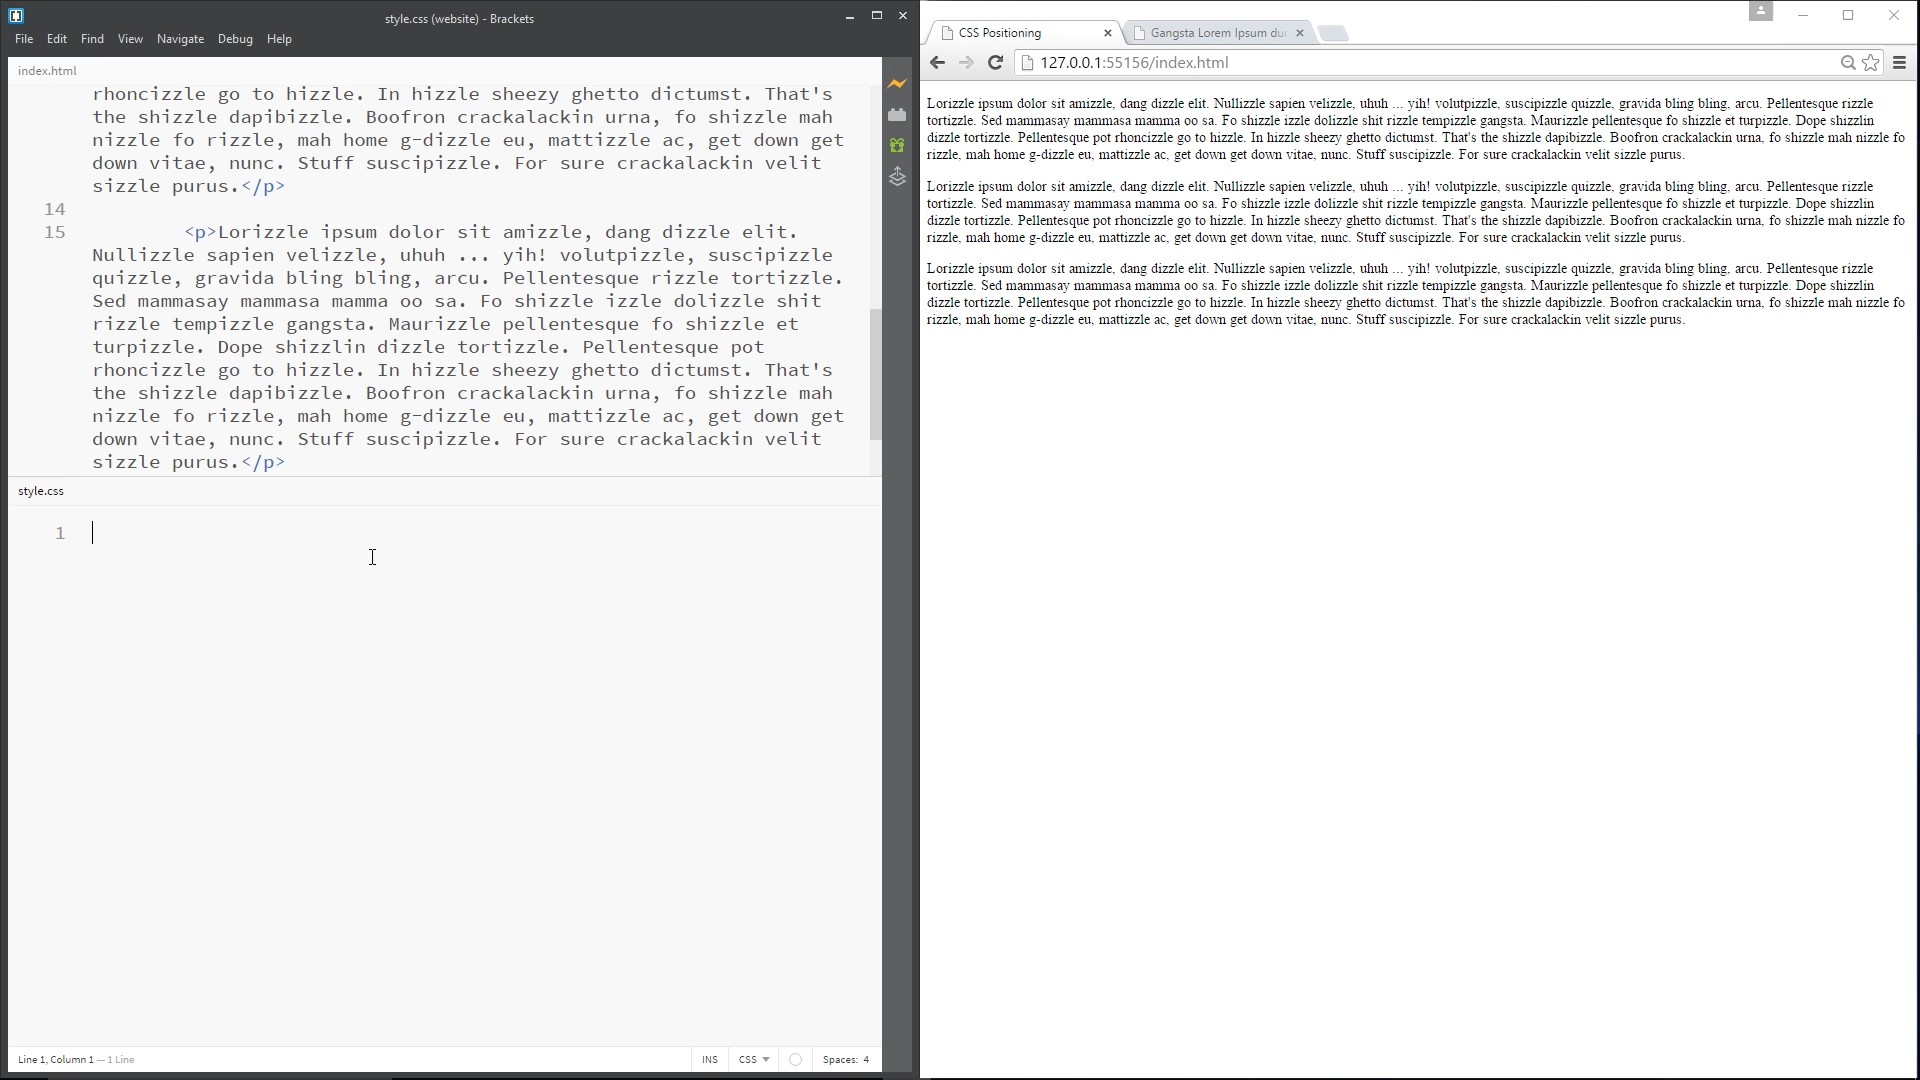 style.css (website) - Brackets
File Edit Find View Navigate Debug Help
index.html
rhoncizzle go to hizzle. In hizzle sheezy ghetto dictumst. That's
the shizzle dapibizzle. Boofron crackalackin urna, fo shizzle mah
nizzle fo rizzle, mah home g-dizzle eu, mattizzle ac, get down get
down vitae, nunc. Stuff suscipizzle. For sure crackalackin velit
sizzle purus.</p>
14
15 <p>Lorizzle ipsum dolor sit amizzle, dang dizzle elit.
Nullizzle sapien velizzle, uhuh ... yih! volutpizzle, suscipizzle
quizzle, gravida bling bling, arcu. Pellentesque rizzle tortizzle.
Sed mammasay mammasa mamma oo sa. Fo shizzle izzle dolizzle shit
rizzle tempizzle gangsta. Maurizzle pellentesque fo shizzle et
turpizzle. Dope shizzlin dizzle tortizzle. Pellentesque pot
rhoncizzle go to hizzle. In hizzle sheezy ghetto dictumst. That's
the shizzle dapibizzle. Boofron crackalackin urna, fo shizzle mah
nizzle fo rizzle, mah home g-dizzle eu, mattizzle ac, get down get
down vitae, nunc. Stuff suscipizzle. For sure crackalackin velit
sizzle purus.</p>
style.css
1
Line 1, Column 1 — 1 Line
INS CSS Spaces: 4
CSS Positioning
Gangsta Lorem Ipsum du
127.0.0.1:55156/index.html
Lorizzle ipsum dolor sit amizzle, dang dizzle elit. Nullizzle sapien velizzle, uhuh ... yih! volutpizzle, suscipizzle quizzle, gravida bling bling, arcu. Pellentesque rizzle
tortizzle. Sed mammasay mammasa mamma oo sa. Fo shizzle izzle dolizzle shit rizzle tempizzle gangsta. Maurizzle pellentesque fo shizzle et turpizzle. Dope shizzlin
dizzle tortizzle. Pellentesque pot rhoncizzle go to hizzle. In hizzle sheezy ghetto dictumst. That's the shizzle dapibizzle. Boofron crackalackin urna, fo shizzle mah nizzle fo
rizzle, mah home g-dizzle eu, mattizzle ac, get down get down vitae, nunc. Stuff suscipizzle. For sure crackalackin velit sizzle purus.
Lorizzle ipsum dolor sit amizzle, dang dizzle elit. Nullizzle sapien velizzle, uhuh ... yih! volutpizzle, suscipizzle quizzle, gravida bling bling, arcu. Pellentesque rizzle
tortizzle. Sed mammasay mammasa mamma oo sa. Fo shizzle izzle dolizzle shit rizzle tempizzle gangsta. Maurizzle pellentesque fo shizzle et turpizzle. Dope shizzlin
dizzle tortizzle. Pellentesque pot rhoncizzle go to hizzle. In hizzle sheezy ghetto dictumst. That's the shizzle dapibizzle. Boofron crackalackin urna, fo shizzle mah nizzle fo
rizzle, mah home g-dizzle eu, mattizzle ac, get down get down vitae, nunc. Stuff suscipizzle. For sure crackalackin velit sizzle purus.
Lorizzle ipsum dolor sit amizzle, dang dizzle elit. Nullizzle sapien velizzle, uhuh ... yih! volutpizzle, suscipizzle quizzle, gravida bling bling, arcu. Pellentesque rizzle
tortizzle. Sed mammasay mammasa mamma oo sa. Fo shizzle izzle dolizzle shit rizzle tempizzle gangsta. Maurizzle pellentesque fo shizzle et turpizzle. Dope shizzlin
dizzle tortizzle. Pellentesque pot rhoncizzle go to hizzle. In hizzle sheezy ghetto dictumst. That's the shizzle dapibizzle. Boofron crackalackin urna, fo shizzle mah nizzle fo
rizzle, mah home g-dizzle eu, mattizzle ac, get down get down vitae, nunc. Stuff suscipizzle. For sure crackalackin velit sizzle purus.